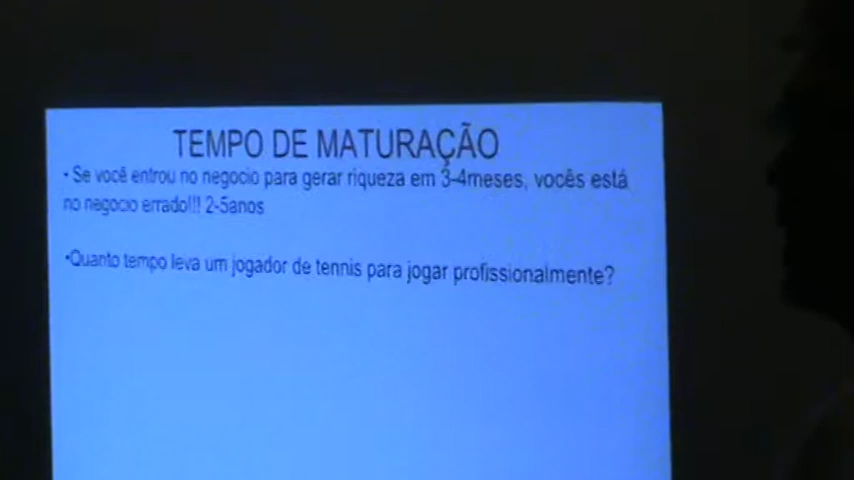 TEMPO DE MATURAÇÃO
• Se você entrou no negocio para gerar riqueza em 3-4meses, vocês está
no negocio errado!!! 2-5anos
•Quanto tempo leva um jogador de tennis para jogar profissionalmente?